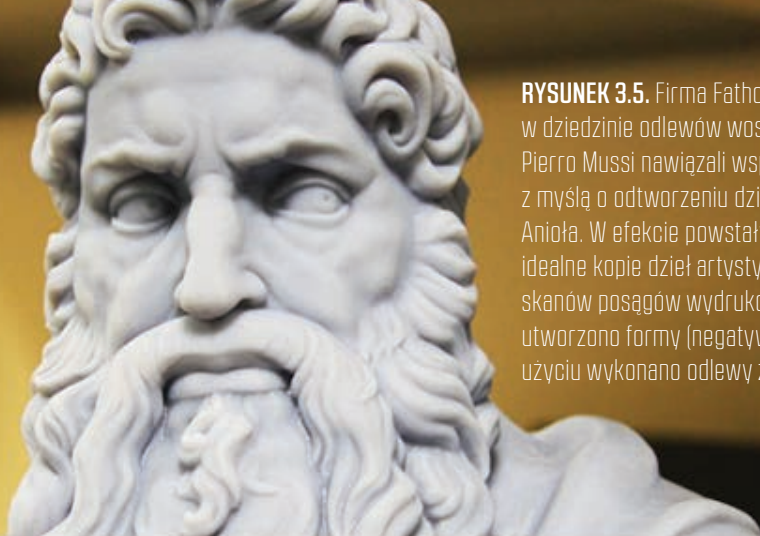 RYSUNEK 3.5. Firma Fatho
w dziedzinie odlewów wos
Pierro Mussi nawiązali wsp
z myślą o odtworzeniu dzi
Anioła. W efekcie powstał
idealne kopie dzieł artysty
skanów posągów wydruko
utworzono formy (negatyw
użyciu wykonano odlewy z